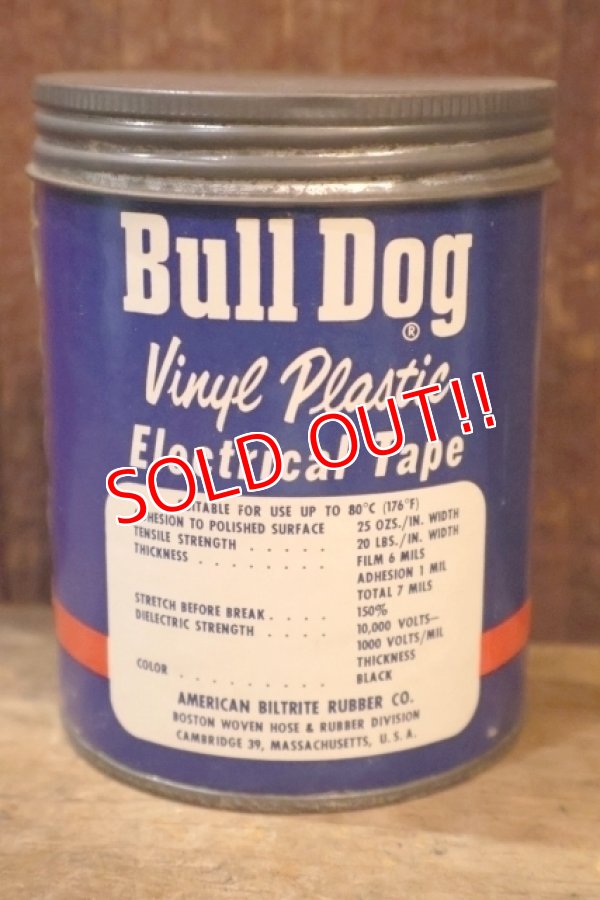 Bull Dog
®
Vinyl Plastic
Electrical Tape
SOLD OUT!!
SUITABLE FOR USE UP TO 80°C (176°F)
ADHESION TO POLISHED SURFACE 25 OZS./IN. WIDTH
TENSILE STRENGTH . . . . . 20 LBS./IN. WIDTH
THICKNESS . . . . . . . . FILM 6 MILS
ADHESION 1 MIL
TOTAL 7 MILS
STRETCH BEFORE BREAK . . . . 150%
DIELECTRIC STRENGTH . . . . 10,000 VOLTS—
1000 VOLTS/MIL
THICKNESS
COLOR . . . . . . . . . BLACK
AMERICAN BILTRITE RUBBER CO.
BOSTON WOVEN HOSE & RUBBER DIVISION
CAMBRIDGE 39, MASSACHUSETTS, U.S.A.